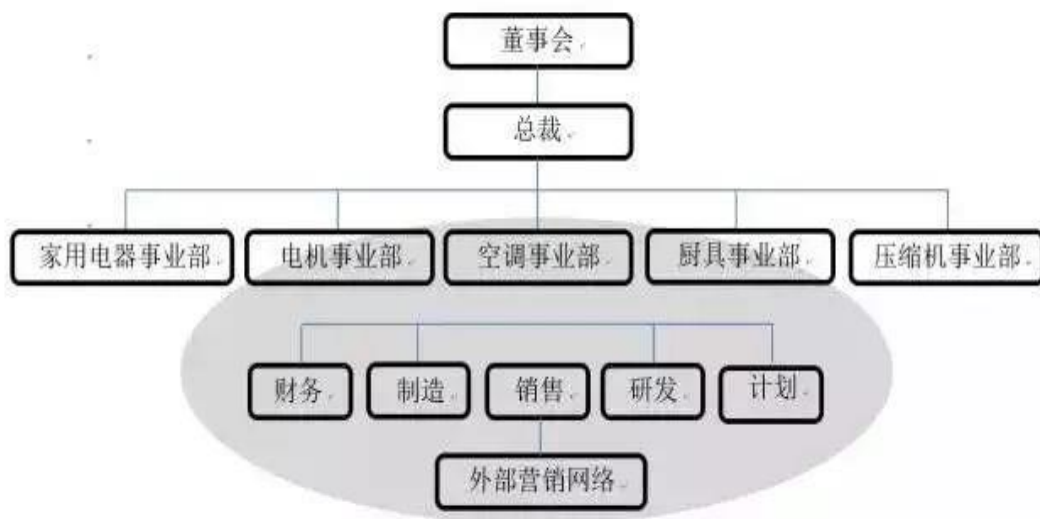 董事会
总裁
家用电器事业部 电机事业部 空调事业部 厨具事业部 压缩机事业部
财务 制造 销售 研发 计划
外部营销网络